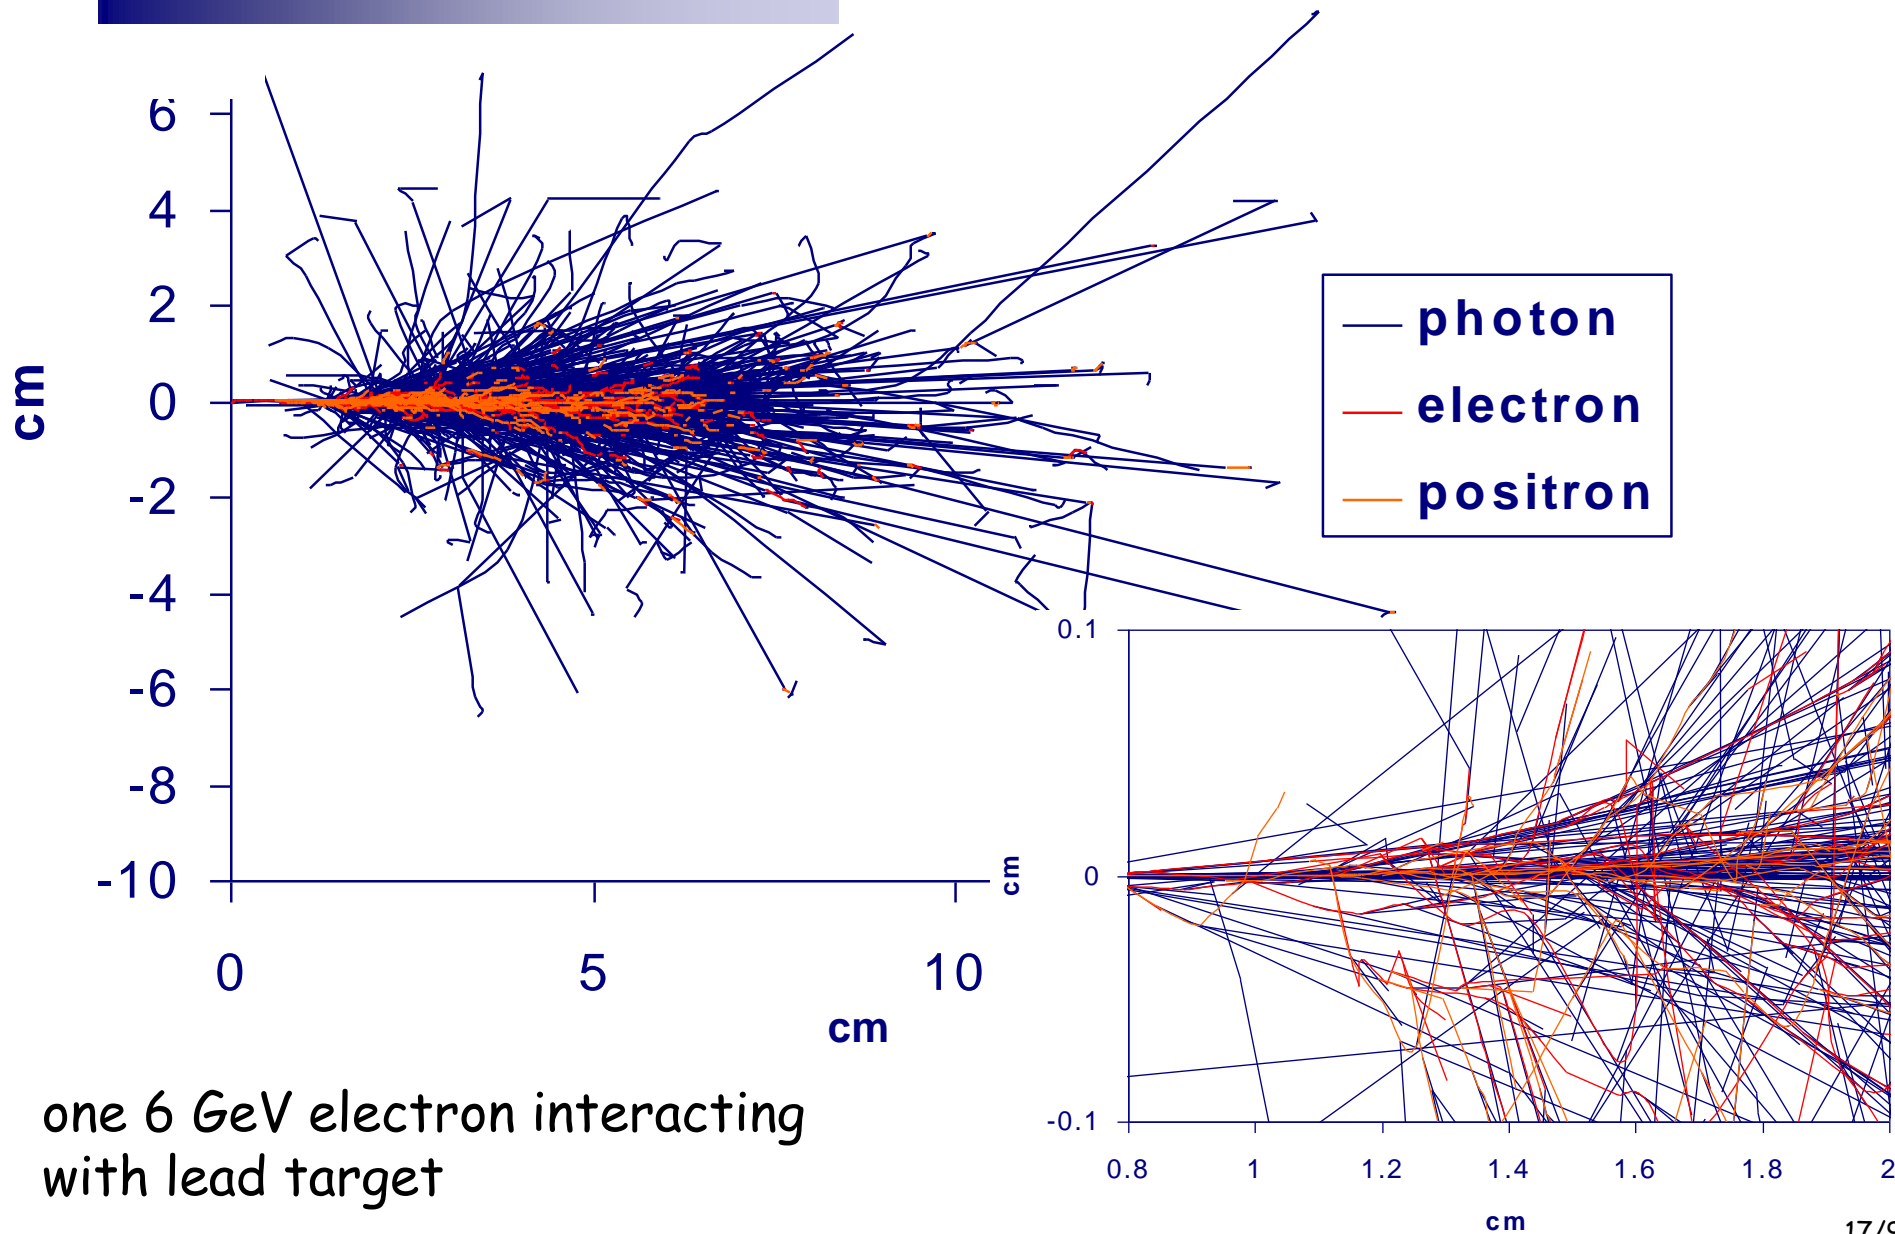 6
4
2
0
-2
-4
-6
-8
-10
cm
0 5 10
cm
photon
electron
positron
0.1
0
-0.1
cm
0.8 1 1.2 1.4 1.6 1.8 2
cm
one 6 GeV electron interacting
with lead target